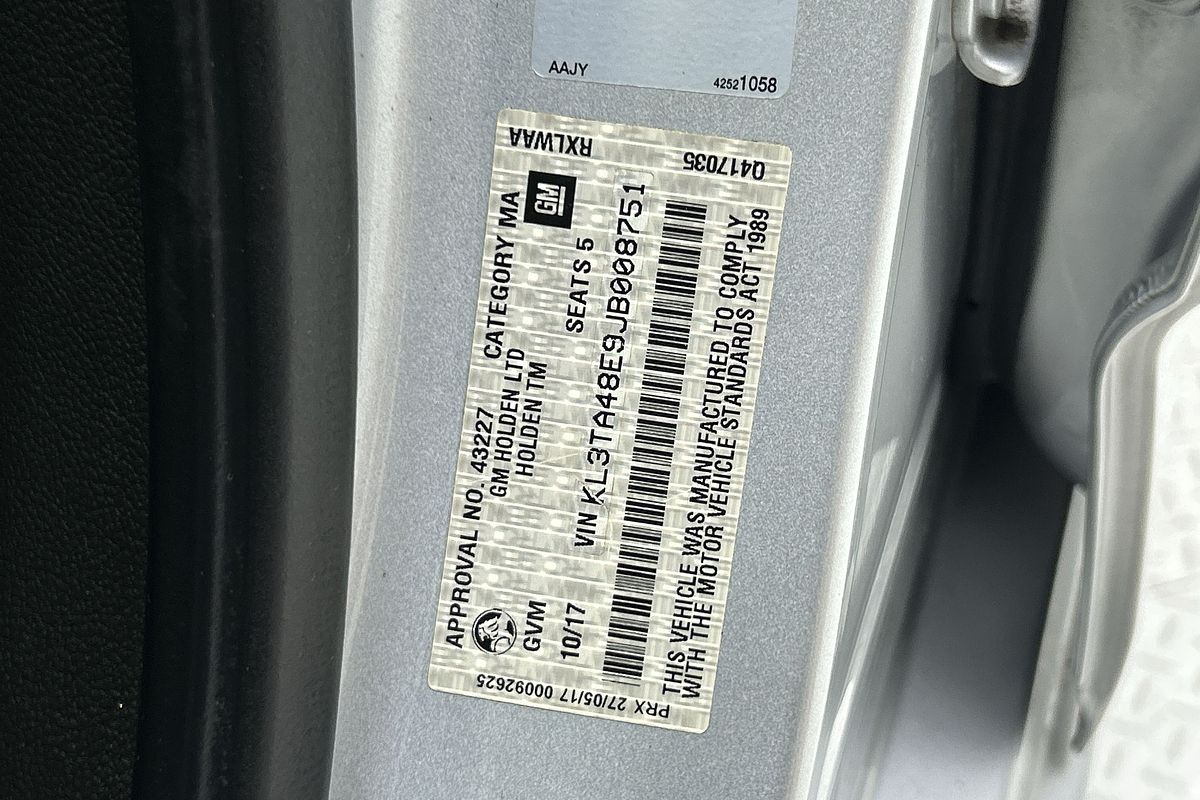 AAJY
42521058
RXLWAA
Q417035
APPROVAL NO. 43227 CATEGORY MA
GM HOLDEN LTD
HOLDEN TM
GM
GVM
10/17 SEATS 5
VIN KL3TA48E9JB008751
THIS VEHICLE WAS MANUFACTURED TO COMPLY
WITH THE MOTOR VEHICLE STANDARDS ACT 1989
PRX 27/05/17 00092625